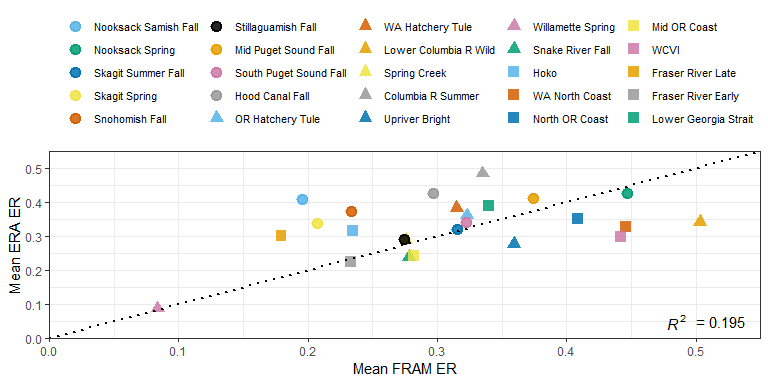 Nooksack Samish Fall Stillaguamish Fall WA Hatchery Tule Willamette Spring Mid OR Coast
Nooksack Spring Mid Puget Sound Fall Lower Columbia R Wild Snake River Fall WCVI
Skagit Summer Fall South Puget Sound Fall Spring Creek Hoko Fraser River Late
Skagit Spring Hood Canal Fall Columbia R Summer WA North Coast Fraser River Early
Snohomish Fall OR Hatchery Tule Upriver Bright North OR Coast Lower Georgia Strait
0.5
0.4
0.3
0.2
0.1
0.0
Mean ERA ER
R² = 0.195
0.0 0.1 0.2 0.3 0.4 0.5
Mean FRAM ER